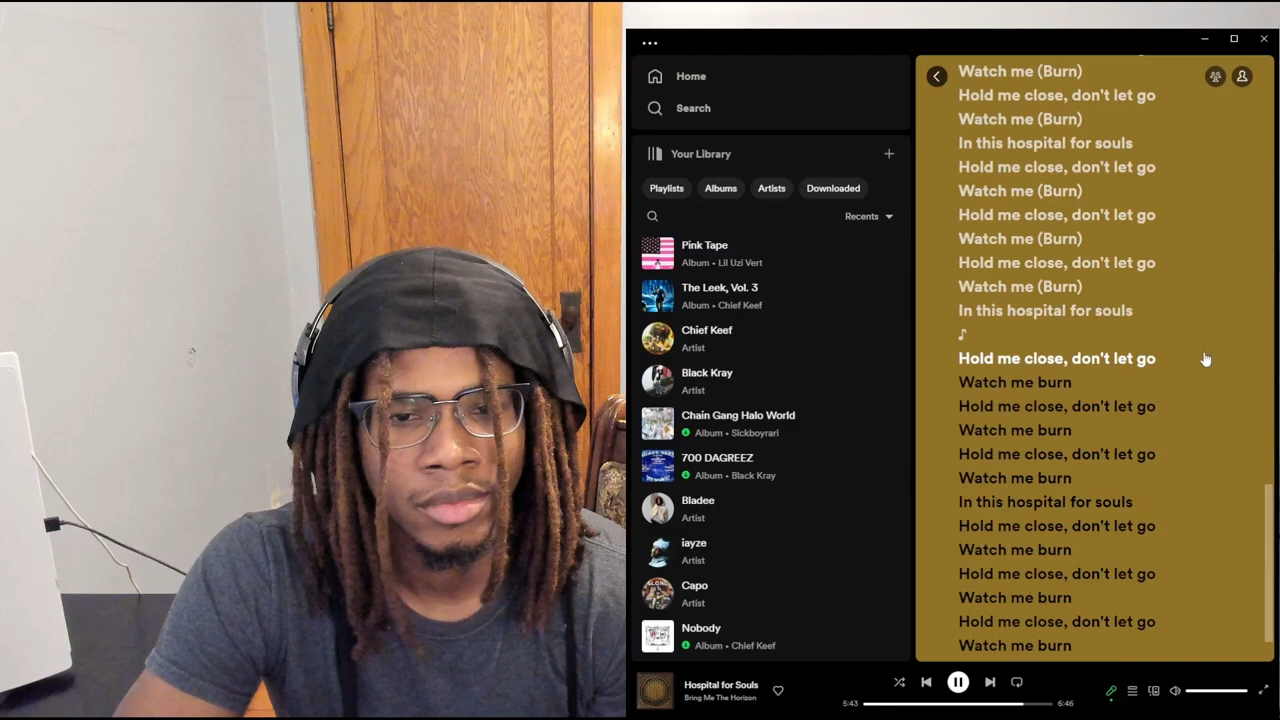 Home
Search
Your Library
Playlists
Albums
Artists
Downloaded
Recents
Pink Tape
Album • Lil Uzi Vert
The Leek, Vol. 3
Album • Chief Keef
Chief Keef
Artist
Black Kray
Artist
Chain Gang Halo World
Album • Sickboyrari
700 DAGREEZ
Album • Black Kray
Bladee
Artist
iayze
Artist
Capo
Artist
Nobody
Album • Chief Keef
Watch me (Burn)
Hold me close, don't let go
Watch me (Burn)
In this hospital for souls
Hold me close, don't let go
Watch me (Burn)
Hold me close, don't let go
Watch me (Burn)
Hold me close, don't let go
Watch me (Burn)
In this hospital for souls
♪
Hold me close, don't let go
Watch me burn
Hold me close, don't let go
Watch me burn
Hold me close, don't let go
Watch me burn
In this hospital for souls
Hold me close, don't let go
Watch me burn
Hold me close, don't let go
Watch me burn
Hold me close, don't let go
Watch me burn
Hospital for Souls
Bring Me The Horizon
5:43
6:46